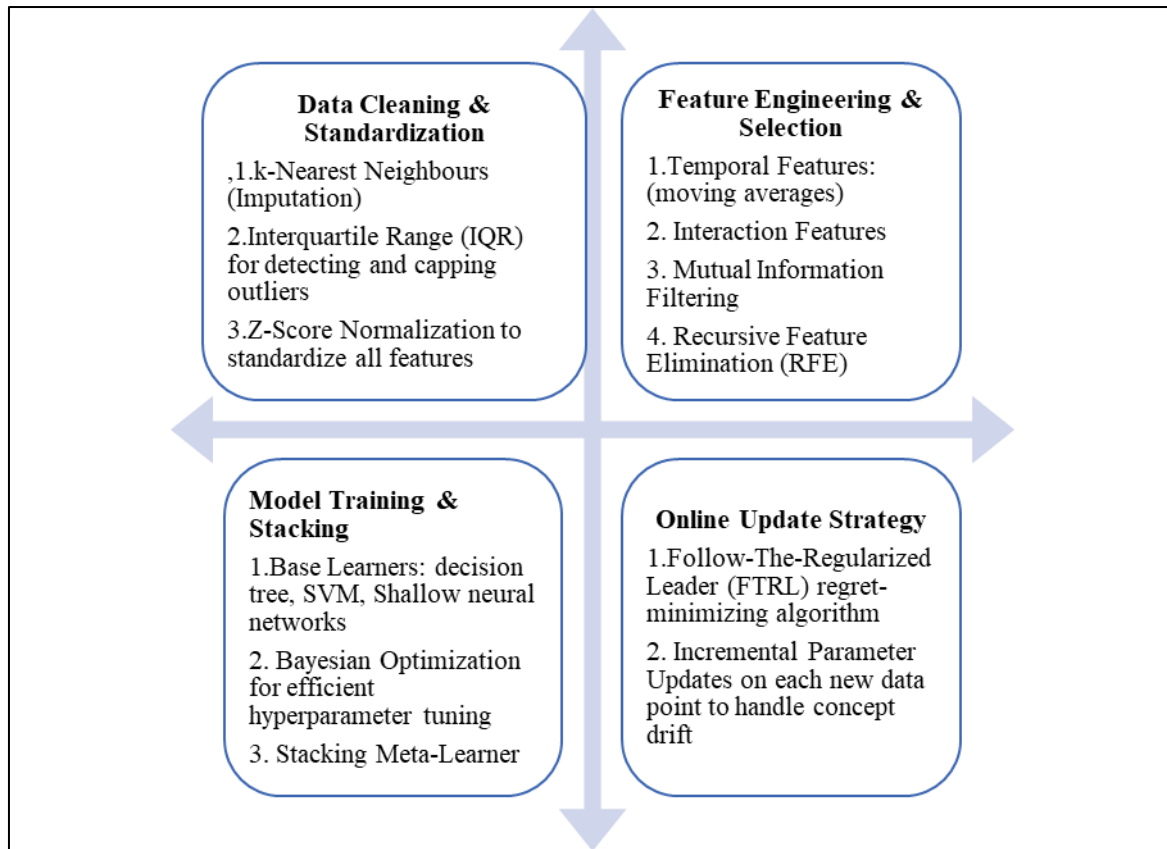 Data Cleaning &
Standardization
,1.k-Nearest Neighbours
(Imputation)
2.Interquartile Range (IQR)
for detecting and capping
outliers
3.Z-Score Normalization to
standardize all features
Feature Engineering &
Selection
1.Temporal Features:
(moving averages)
2. Interaction Features
3. Mutual Information
Filtering
4. Recursive Feature
Elimination (RFE)
Model Training &
Stacking
1.Base Learners: decision
tree, SVM, Shallow neural
networks
2. Bayesian Optimization
for efficient
hyperparameter tuning
3. Stacking Meta-Learner
Online Update Strategy
1.Follow-The-Regularized
Leader (FTRL) regret-
minimizing algorithm
2. Incremental Parameter
Updates on each new data
point to handle concept
drift